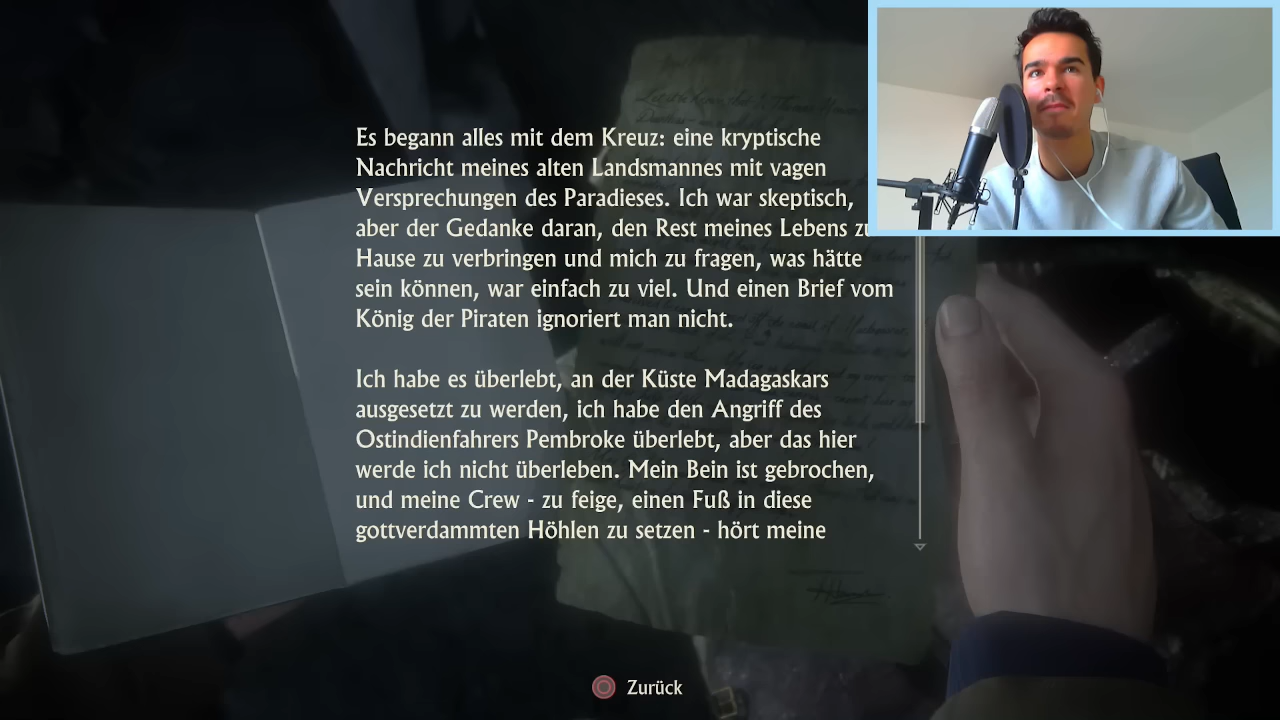 Es begann alles mit dem Kreuz: eine kryptische
Nachricht meines alten Landsmannes mit vagen
Versprechungen des Paradieses. Ich war skeptisch,
aber der Gedanke daran, den Rest meines Lebens zu
Hause zu verbringen und mich zu fragen, was hätte
sein können, war einfach zu viel. Und einen Brief vom
König der Piraten ignoriert man nicht.
Ich habe es überlebt, an der Küste Madagaskars
ausgesetzt zu werden, ich habe den Angriff des
Ostindienfahrers Pembroke überlebt, aber das hier
werde ich nicht überleben. Mein Bein ist gebrochen,
und meine Crew - zu feige, einen Fuß in diese
gottverdammten Höhlen zu setzen - hört meine
Zurück